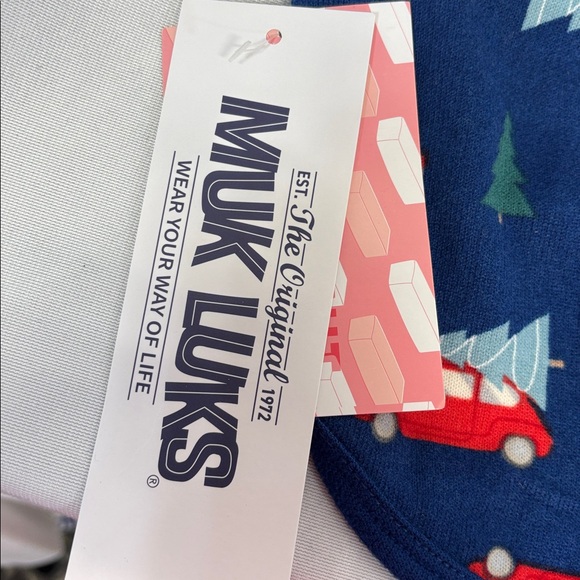 EST. The Original 1972
MUK LUKS®
WEAR YOUR WAY OF LIFE